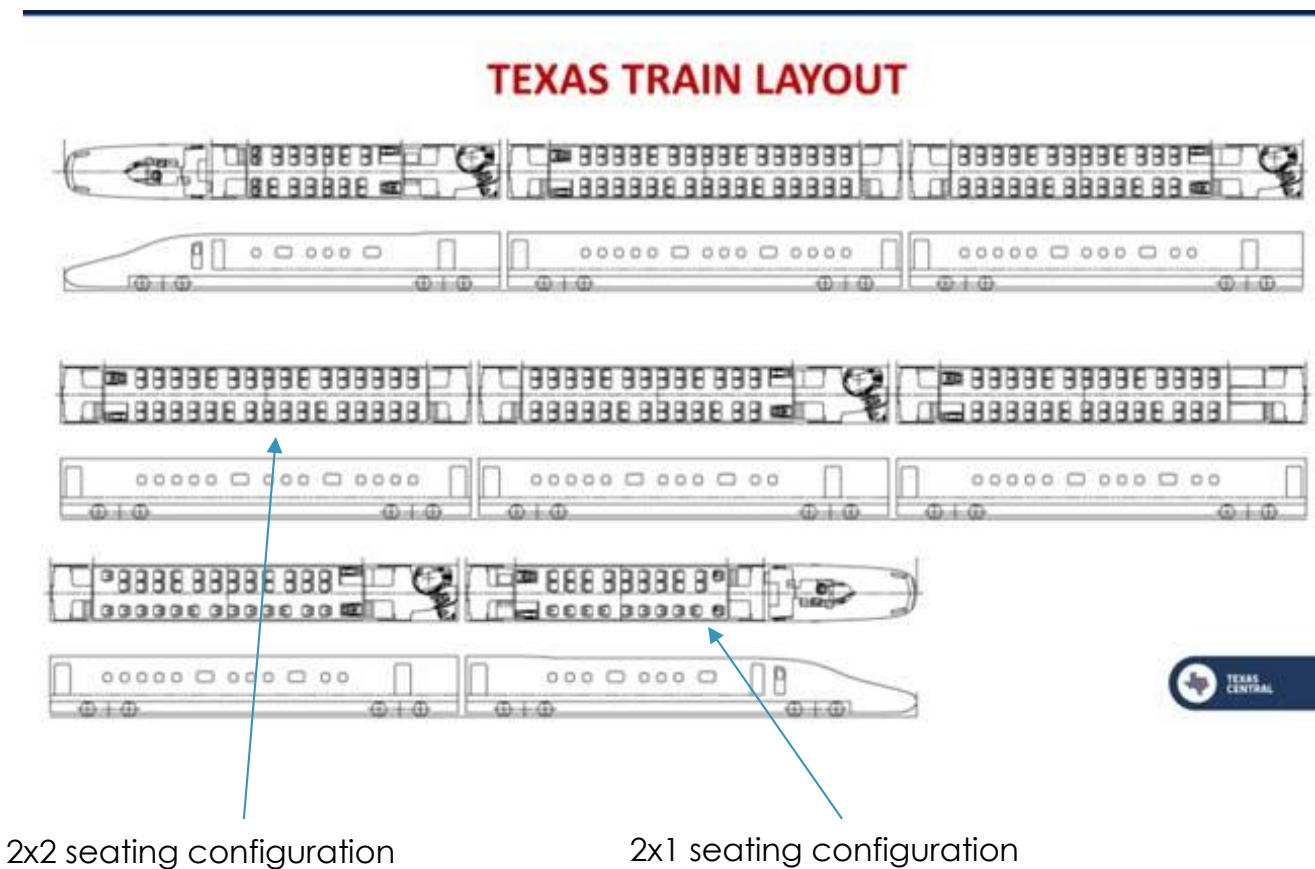 TEXAS TRAIN LAYOUT
TEXAS
CENTRAL
2x2 seating configuration
2x1 seating configuration